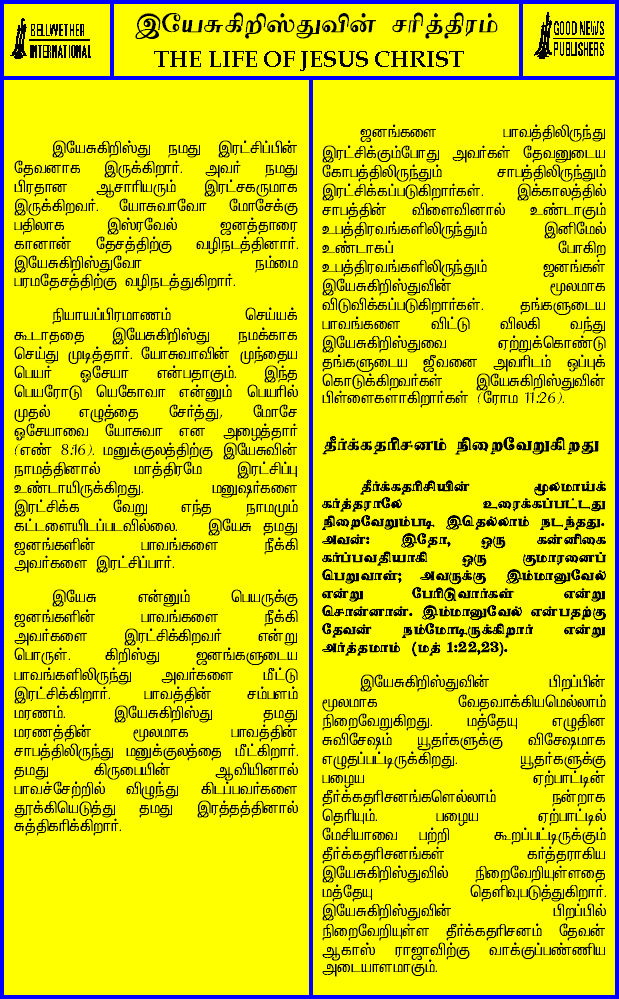 BELLWETHER
INTERNATIONAL
இயேசுகிறிஸ்துவின் சரித்திரம்
THE LIFE OF JESUS CHRIST
GOOD NEWS
PUBLISHERS
இயேசுகிறிஸ்து நமது இரட்சிப்பின்
தேவனாக இருக்கிறார். அவர் நமது
பிரதான ஆசாரியரும் இரட்சகருமாக
இருக்கிறவர். யோசுவாவோ மோசேக்கு
பதிலாக இஸ்ரவேல் ஜனத்தாரை
கானான் தேசத்திற்கு வழிநடத்தினார்.
இயேசுகிறிஸ்துவோ நம்மை
பரமதேசத்திற்கு வழிநடத்துகிறார்.
நியாயப்பிரமாணம் செய்யக்
கூடாததை இயேசுகிறிஸ்து நமக்காக
செய்து முடித்தார். யோசுவாவின் முந்தைய
பெயர் ஓசேயா என்பதாகும். இந்த
பெயரோடு யெகோவா என்னும் பெயரில்
முதல் எழுத்தை சேர்த்து, மோசே
ஓசேயாவை யோசுவா என அழைத்தார்
(எண் 8:16). மனுக்குலத்திற்கு இயேசுவின்
நாமத்தினால் மாத்திரமே இரட்சிப்பு
உண்டாயிருக்கிறது. மனுஷர்களை
இரட்சிக்க வேறு எந்த நாமமும்
கட்டளையிடப்படவில்லை. இயேசு தமது
ஜனங்களின் பாவங்களை நீக்கி
அவர்களை இரட்சிப்பார்.
இயேசு என்னும் பெயருக்கு
ஜனங்களின் பாவங்களை நீக்கி
அவர்களை இரட்சிக்கிறவர் என்று
பொருள். கிறிஸ்து ஜனங்களுடைய
பாவங்களிலிருந்து அவர்களை மீட்டு
இரட்சிக்கிறார். பாவத்தின் சம்பளம்
மரணம். இயேசுகிறிஸ்து தமது
மரணத்தின் மூலமாக பாவத்தின்
சாபத்திலிருந்து மனுக்குலத்தை மீட்கிறார்.
தமது கிருபையின் ஆவியினால்
பாவச்சேற்றில் விழுந்து கிடப்பவர்களை
தூக்கியெடுத்து தமது இரத்தத்தினால்
சுத்திகரிக்கிறார்.
ஜனங்களை பாவத்திலிருந்து
இரட்சிக்கும்போது அவர்கள் தேவனுடைய
கோபத்திலிருந்தும் சாபத்திலிருந்தும்
இரட்சிக்கப்படுகிறார்கள். இக்காலத்தில்
சாபத்தின் விளைவினால் உண்டாகும்
உபத்திரவங்களிலிருந்தும் இனிமேல்
உண்டாகப் போகிற
உபத்திரவங்களிலிருந்தும் ஜனங்கள்
இயேசுகிறிஸ்துவின் மூலமாக
விடுவிக்கப்படுகிறார்கள். தங்களுடைய
பாவங்களை விட்டு விலகி வந்து
இயேசுகிறிஸ்துவை ஏற்றுக்கொண்டு
தங்களுடைய ஜீவனை அவரிடம் ஒப்புக்
கொடுக்கிறவர்கள் இயேசுகிறிஸ்துவின்
பிள்ளைகளாகிறார்கள் (ரோம 11:26).
தீர்க்கதரிசனம் நிறைவேறுகிறது
தீர்க்கதரிசியின் மூலமாய்க்
கர்த்தராலே உரைக்கப்பட்டது
நிறைவேறும்படி இதெல்லாம் நடந்தது.
அவன்: இதோ, ஒரு கன்னிகை
கர்ப்பவதியாகி ஒரு குமாரனைப்
பெறுவாள்; அவருக்கு இம்மானுவேல்
என்று பேரிடுவார்கள் என்று
சொன்னான். இம்மானுவேல் என்பதற்கு
தேவன் நம்மோடிருக்கிறார் என்று
அர்த்தமாம் (மத் 1:22,23).
இயேசுகிறிஸ்துவின் பிறப்பின்
மூலமாக வேதவாக்கியமெல்லாம்
நிறைவேறுகிறது. மத்தேயு எழுதின
சுவிசேஷம் யூதர்களுக்கு விசேஷமாக
எழுதப்பட்டிருக்கிறது. யூதர்களுக்கு
பழைய ஏற்பாட்டின்
தீர்க்கதரிசனங்களெல்லாம் நன்றாக
தெரியும். பழைய ஏற்பாட்டில்
மேசியாவை பற்றி கூறப்பட்டிருக்கும்
தீர்க்கதரிசனங்கள் கர்த்தராகிய
இயேசுகிறிஸ்துவில் நிறைவேறியுள்ளதை
மத்தேயு தெளிவுபடுத்துகிறார்.
இயேசுகிறிஸ்துவின் பிறப்பில்
நிறைவேறியுள்ள தீர்க்கதரிசனம் தேவன்
ஆகாஸ் ராஜாவிற்கு வாக்குப்பண்ணிய
அடையாளமாகும்.